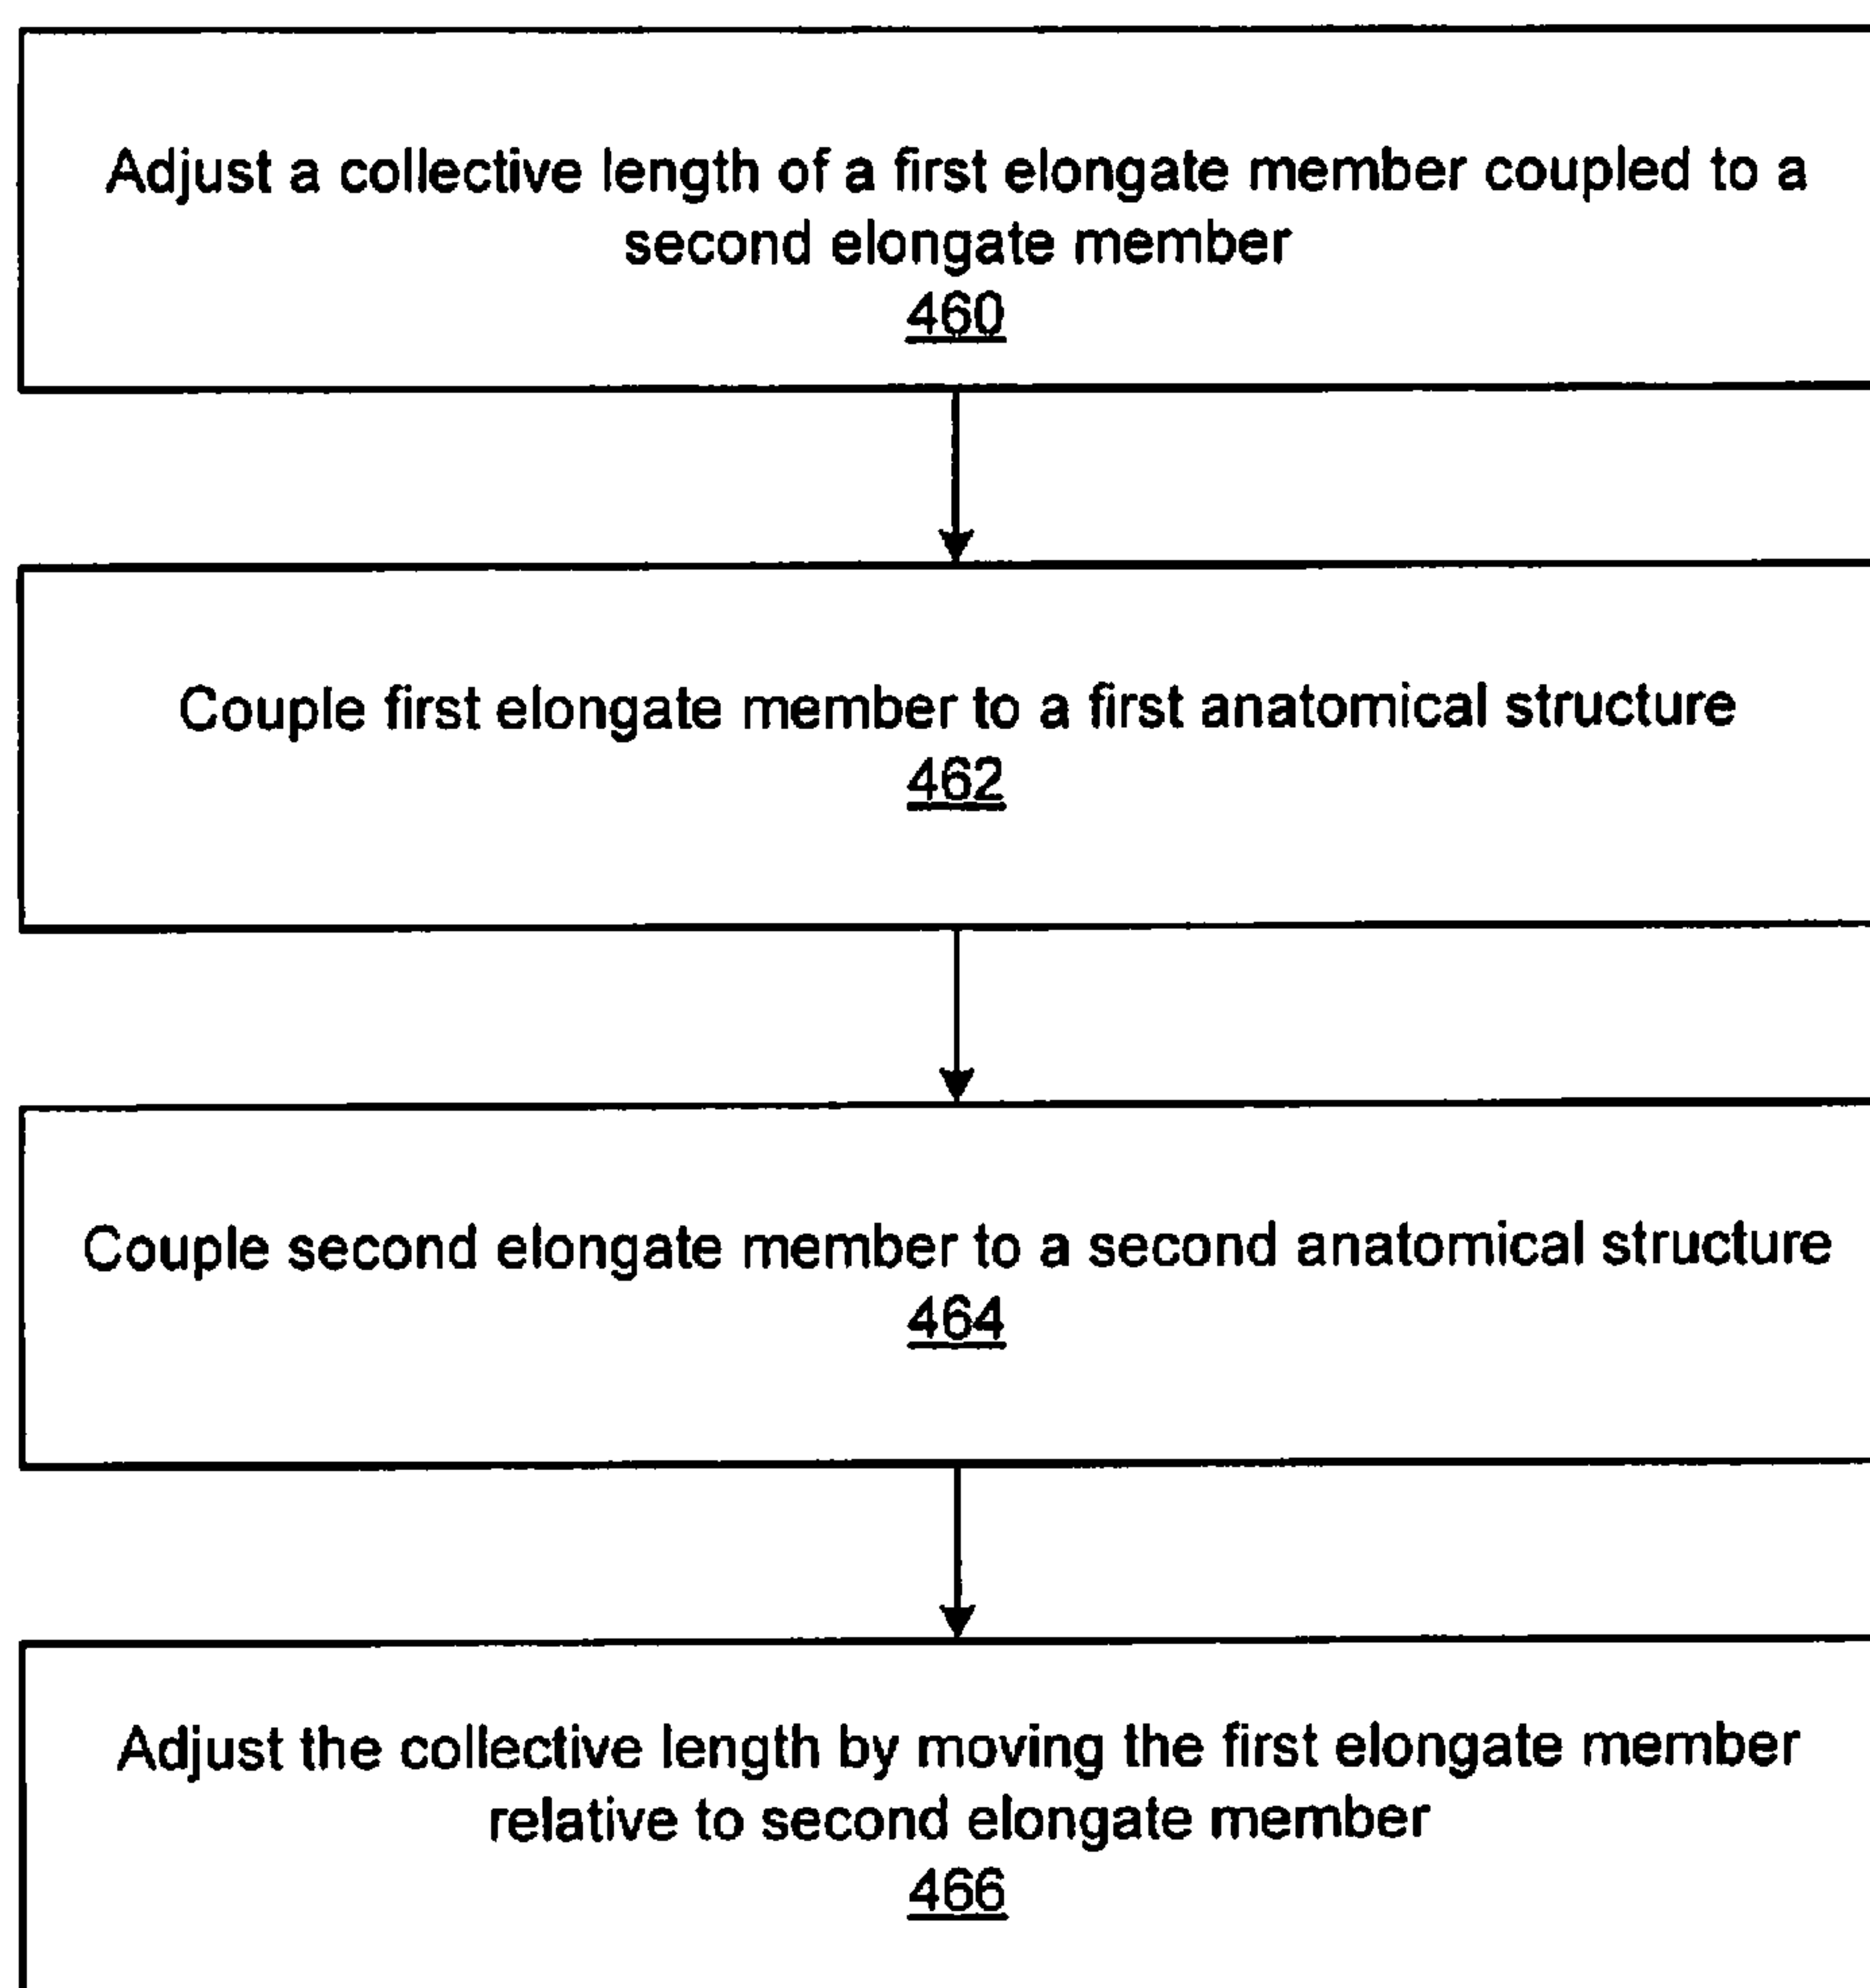 Adjust a collective length of a first elongate member coupled to a
second elongate member
460
Couple first elongate member to a first anatomical structure
462
Couple second elongate member to a second anatomical structure
464
Adjust the collective length by moving the first elongate member
relative to second elongate member
466